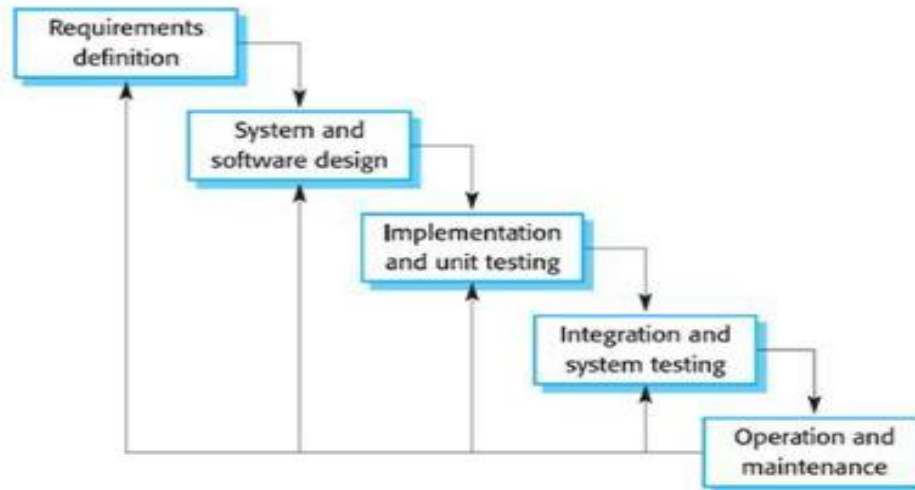 Requirements
definition
System and
software design
Implementation
and unit testing
Integration and
system testing
Operation and
maintenance